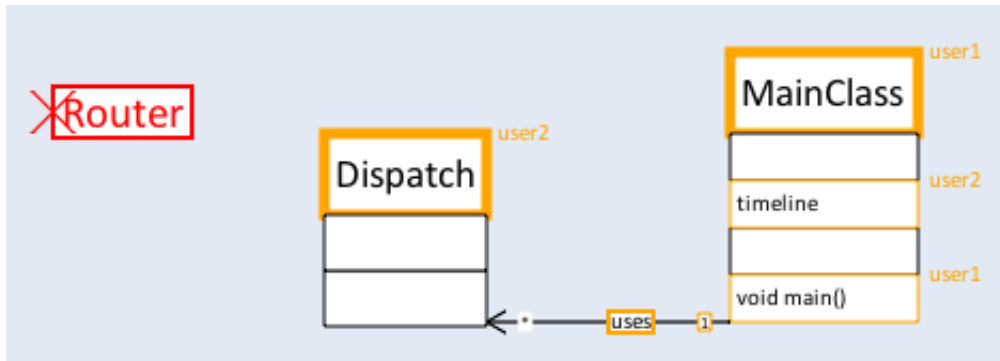 Router
user2
Dispatch
user1
MainClass
user2
timeline
user1
void main()
* uses 1